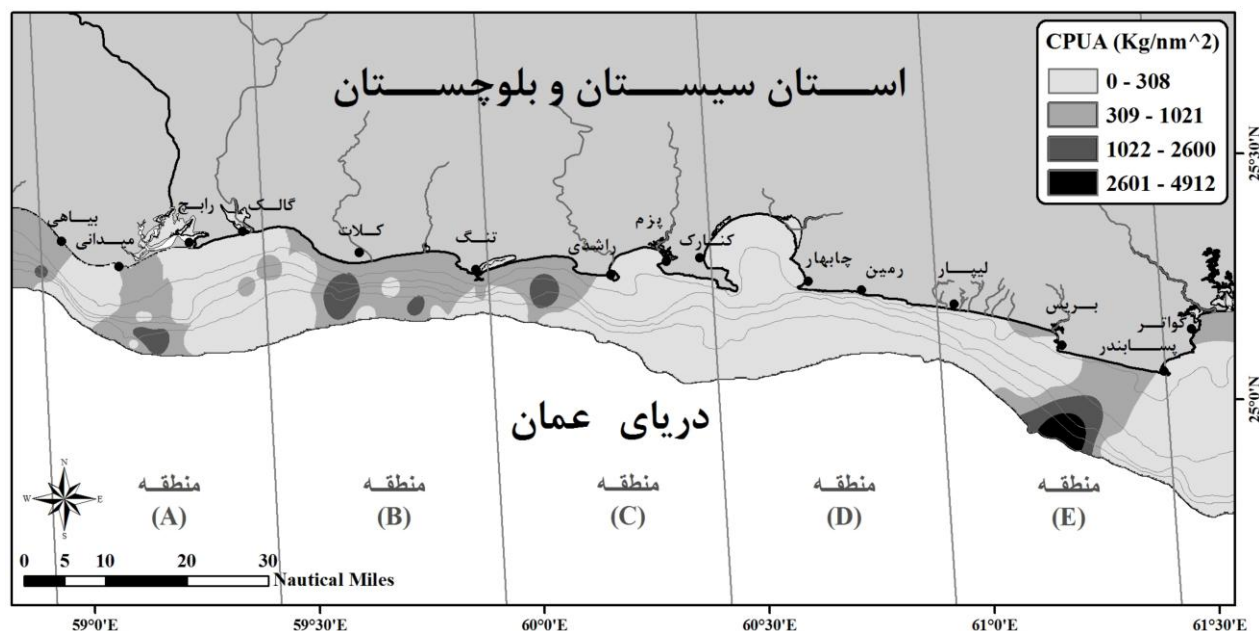 CPUA (Kg/nm^2)
0 - 308
309 - 1021
1022 - 2600
2601 - 4912
استان سیستان و بلوچستان
25°30'N
بیاهی
میدانی
رابچ
گالک
کلات
تنگ
راشدی
پزم
کنارک
چابهار
رمین
لیپار
بریس
گواتر
پسابندر
25°0'N
دریای عمان
منطقه
(A)
منطقه
(B)
منطقه
(C)
منطقه
(D)
منطقه
(E)
N
W E
S
0 5 10 20 30
Nautical Miles
59°0'E 59°30'E 60°0'E 60°30'E 61°0'E 61°30'E